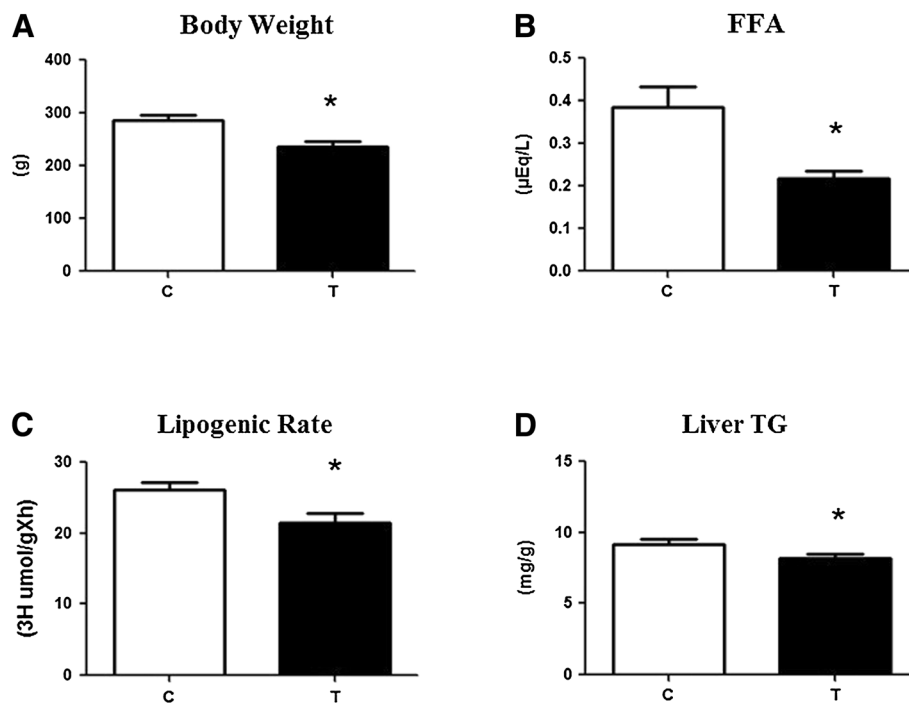 A
Body Weight
400
300
200
100
0
(g)
*
C
T
B
FFA
0.5
0.4
0.3
0.2
0.1
0.0
(µEq/L)
*
C
T
C
Lipogenic Rate
30
20
10
0
(3H umol/gXh)
*
C
T
D
Liver TG
15
10
5
0
(mg/g)
*
C
T